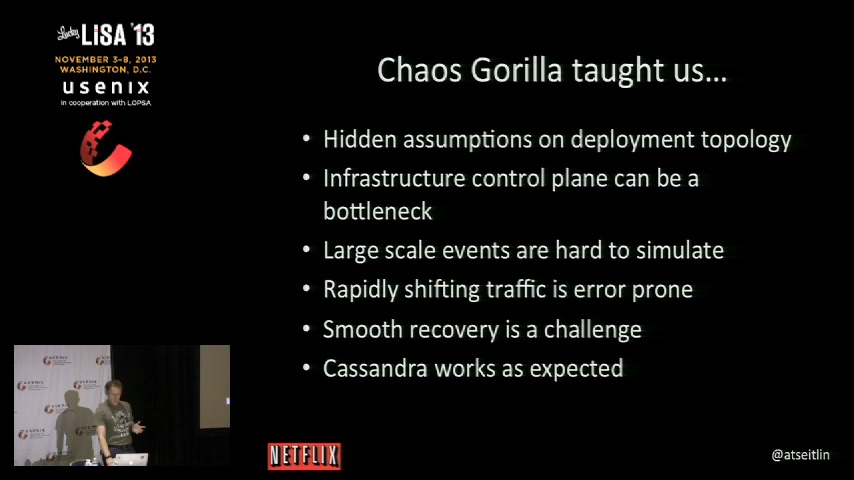 Lucky LISA '13
NOVEMBER 3-8, 2013
WASHINGTON, D.C.
usenix
in cooperation with LOPSA
Chaos Gorilla taught us...
• Hidden assumptions on deployment topology
• Infrastructure control plane can be a
bottleneck
• Large scale events are hard to simulate
• Rapidly shifting traffic is error prone
• Smooth recovery is a challenge
• Cassandra works as expected
NETFLIX
@atseitlin